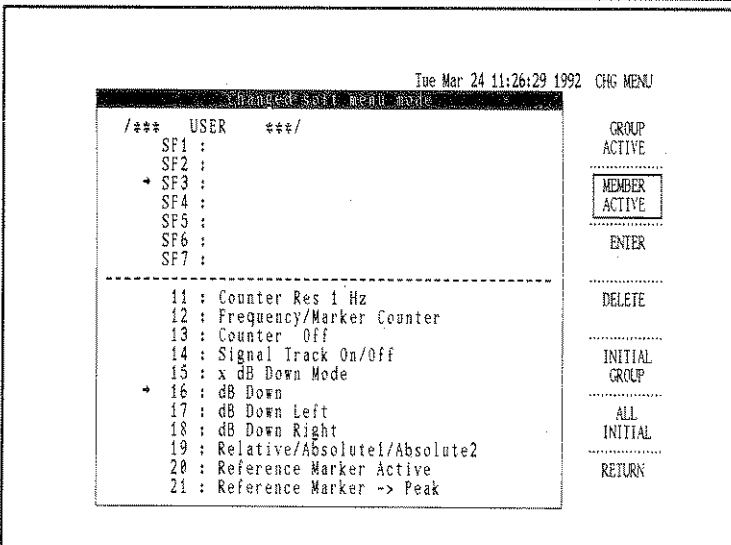 Tue Mar 24 11:26:29 1992 CHG MENU
Changed soft menu mode
/*** USER ***/
SF1 :
SF2 :
→ SF3 :
SF4 :
SF5 :
SF6 :
SF7 :
11 : Counter Res 1 Hz
12 : Frequency/Marker Counter
13 : Counter Off
14 : Signal Track On/Off
15 : x dB Down Mode
→ 16 : dB Down
17 : dB Down Left
18 : dB Down Right
19 : Relative/Absolute1/Absolute2
20 : Reference Marker Active
21 : Reference Marker -> Peak
GROUP
ACTIVE
MEMBER
ACTIVE
ENTER
DELETE
INITIAL
GROUP
ALL
INITIAL
RETURN